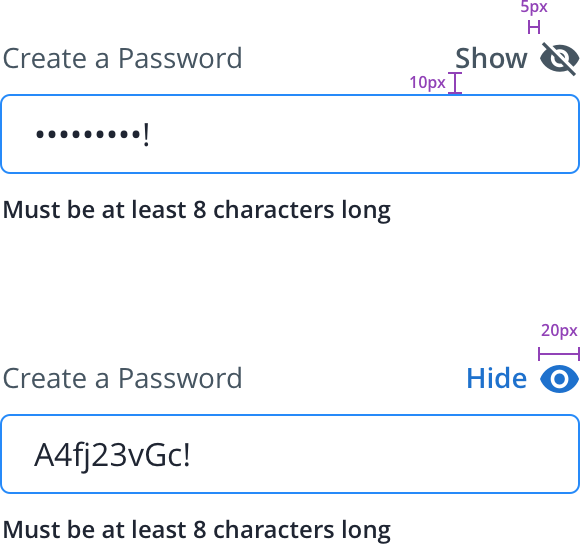 5px
Create a Password Show
10px
•••••••••!
Must be at least 8 characters long
20px
Create a Password Hide
A4fj23vGc!
Must be at least 8 characters long